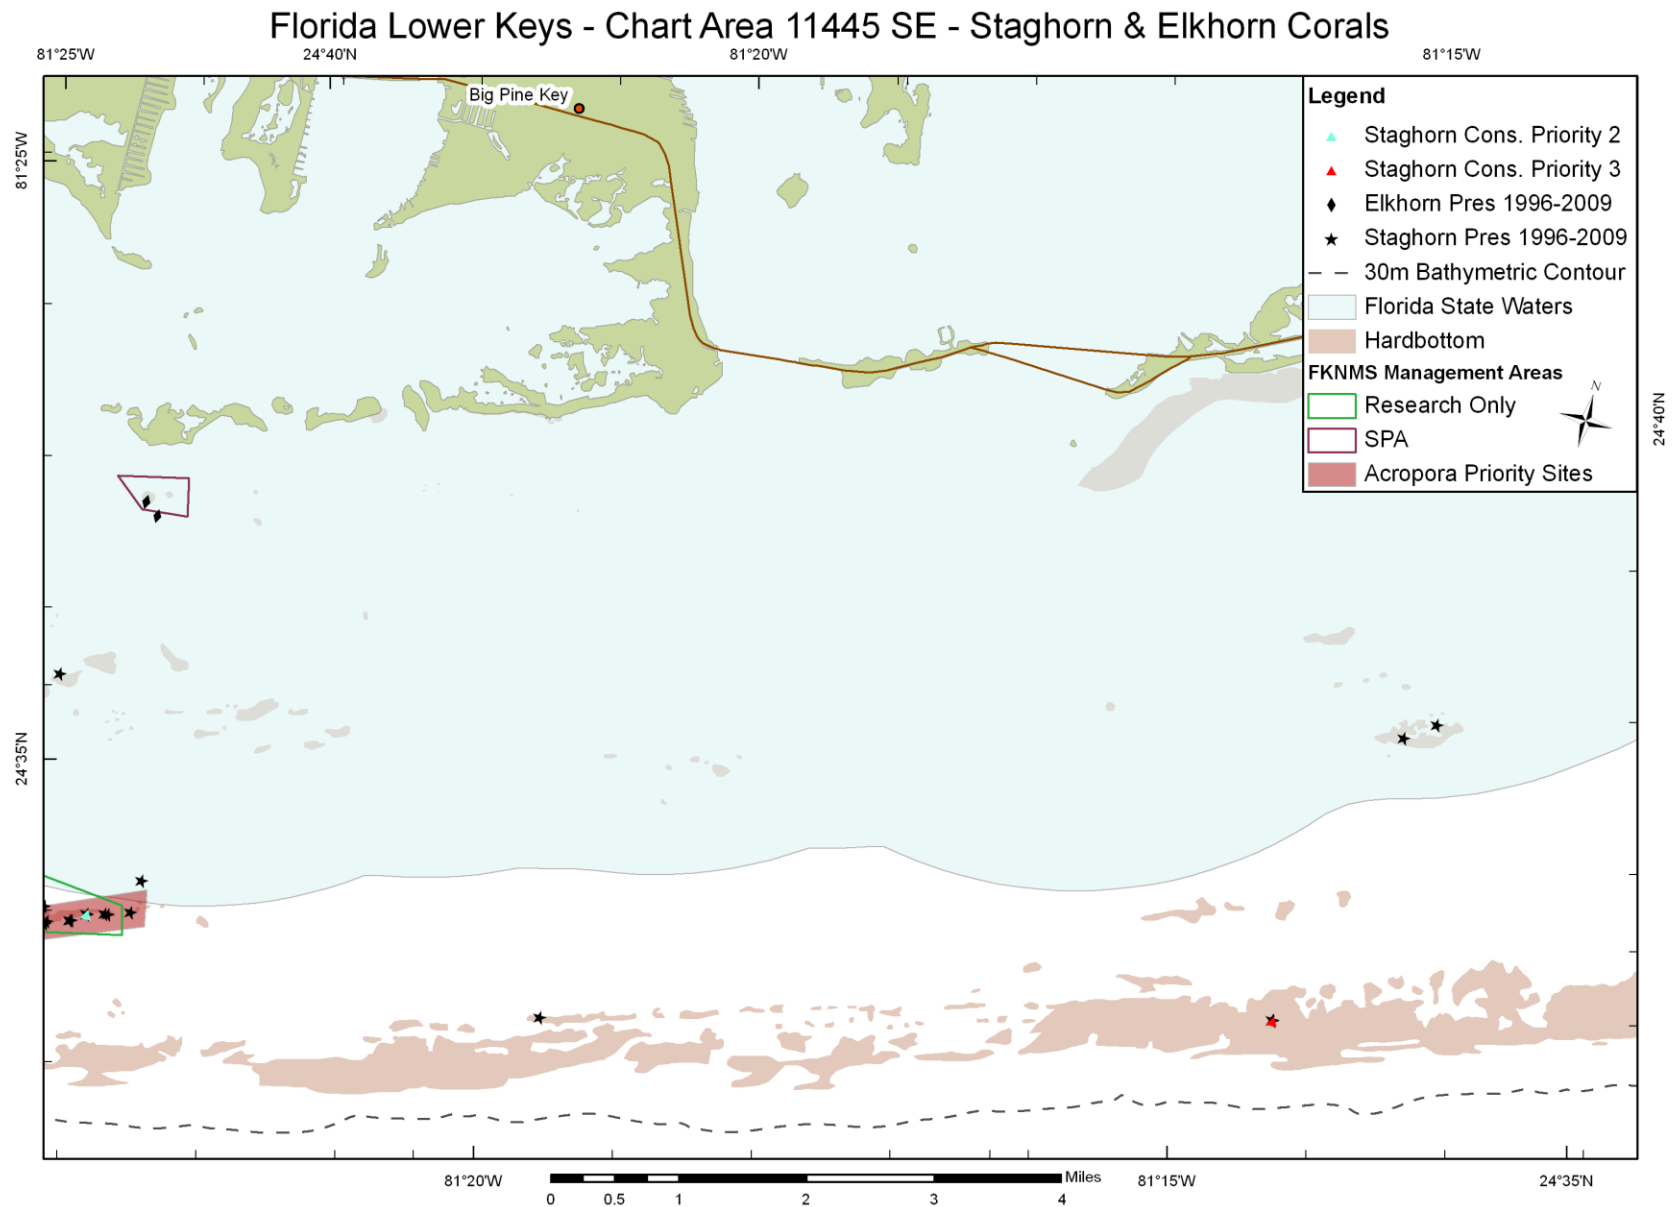 Florida Lower Keys - Chart Area 11445 SE - Staghorn & Elkhorn Corals
81°25'W
24°40'N
81°20'W
81°15'W
Big Pine Key
81°25'W
24°35'N
24°40'N
Legend
Staghorn Cons. Priority 2
Staghorn Cons. Priority 3
Elkhorn Pres 1996-2009
Staghorn Pres 1996-2009
30m Bathymetric Contour
Florida State Waters
Hardbottom
FKNMS Management Areas
Research Only
SPA
Acropora Priority Sites
N
81°20'W
81°15'W
24°35'N
Miles
0 0.5 1 2 3 4